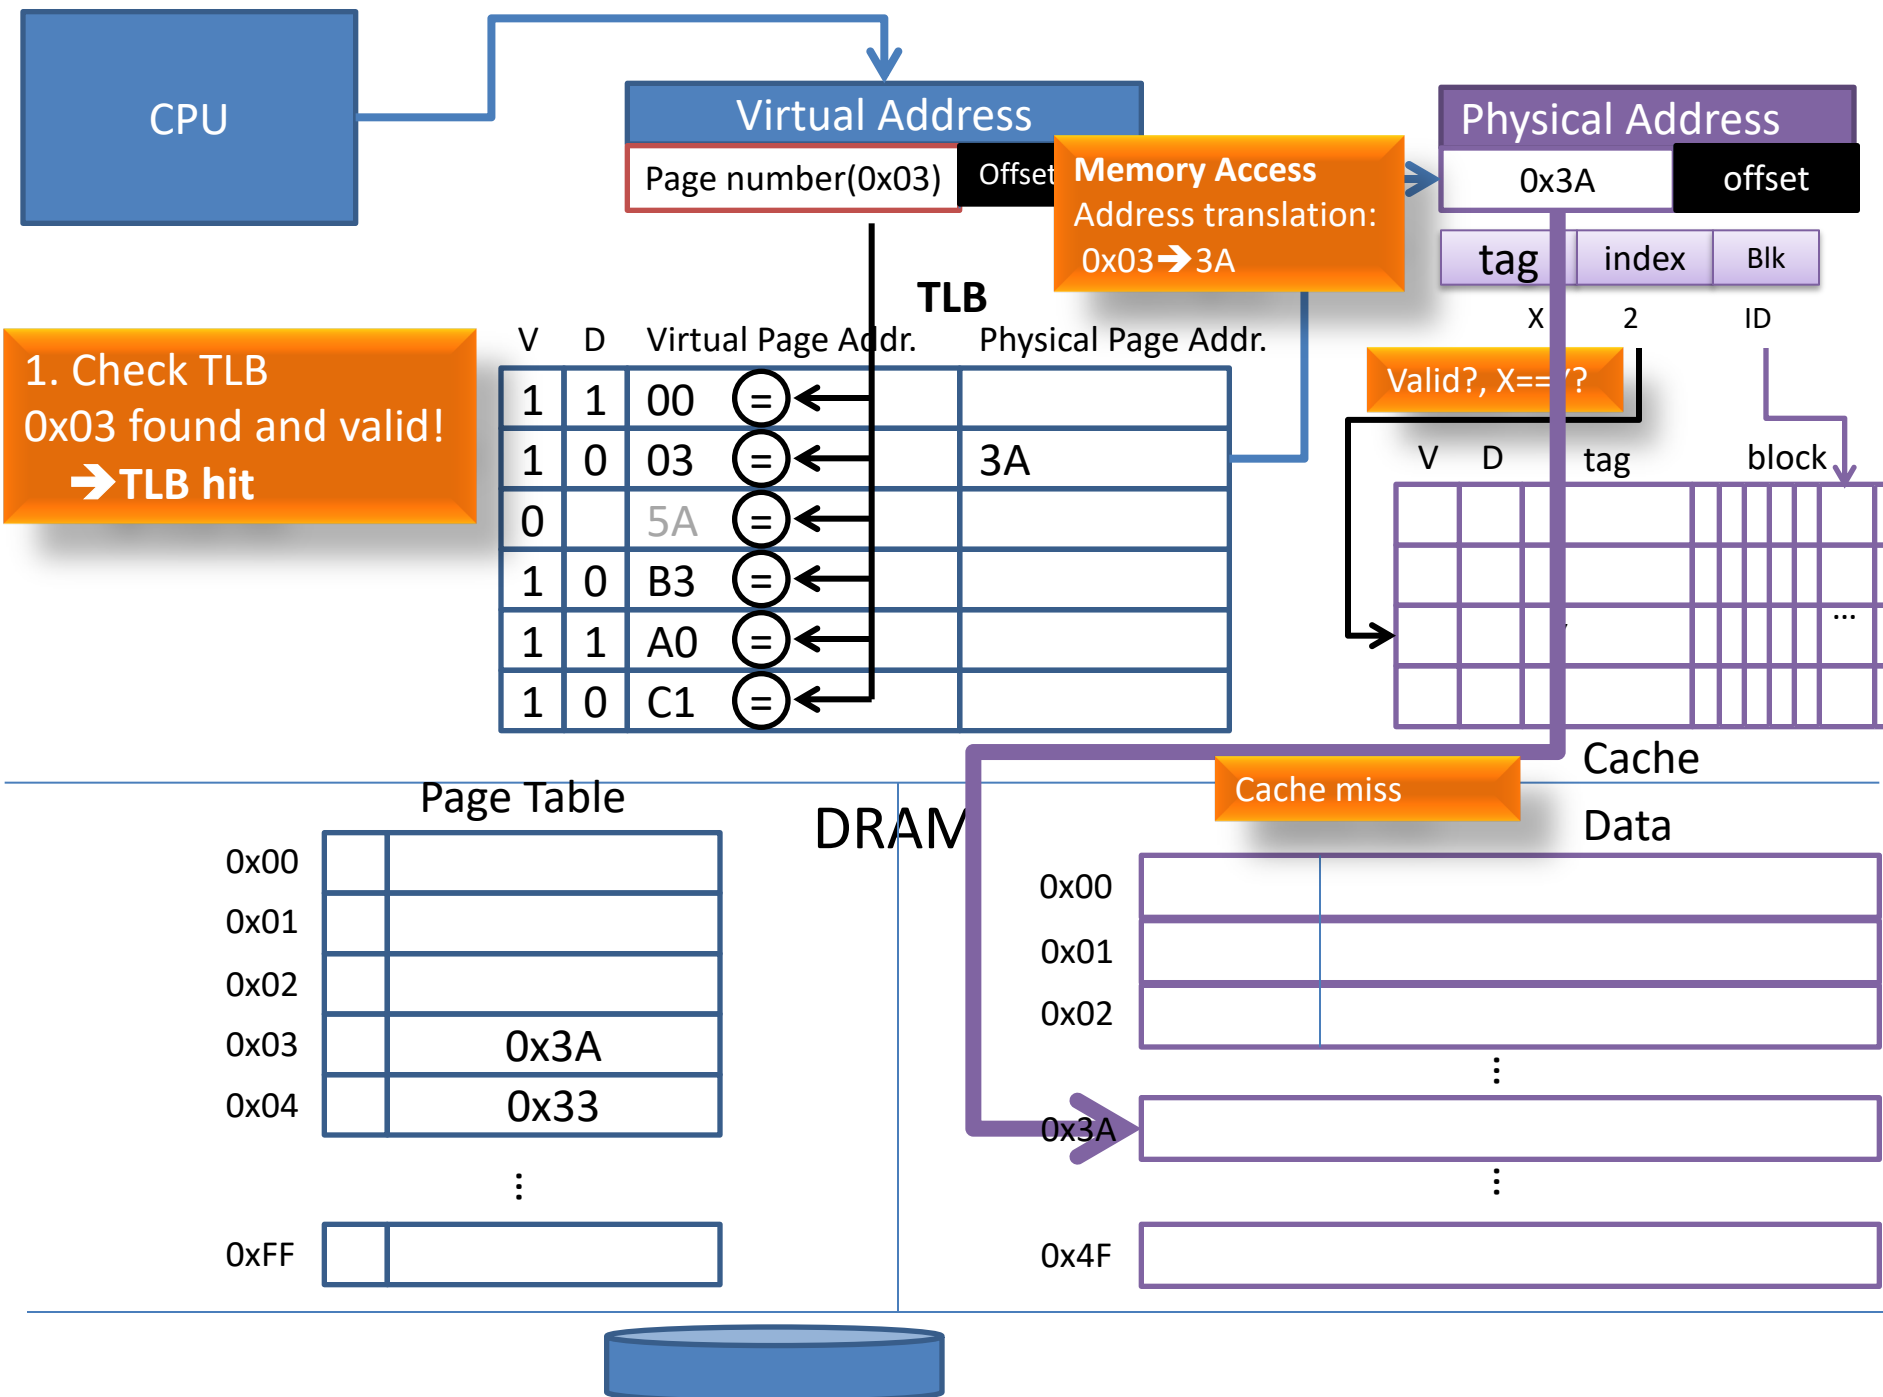 CPU
Virtual Address
Page number(0x03)
Offset
Memory Access
Address translation:
0x03➔3A
Physical Address
0x3A
offset
tag
index
Blk
X
2
ID
Valid?, X==
?
1. Check TLB
0x03 found and valid!
➔TLB hit
TLB
V D Virtual Page Addr. Physical Page Addr.
1 1 00 =
1 0 03 = 3A
0 5A =
1 0 B3 =
1 1 A0 =
1 0 C1 =
V D tag block
...
Cache
Cache miss
Page Table
DRAM
Data
0x00
0x01
0x02
0x03 0x3A
0x04 0x33
...
0xFF
0x00
0x01
0x02
...
0x3A
...
0x4F